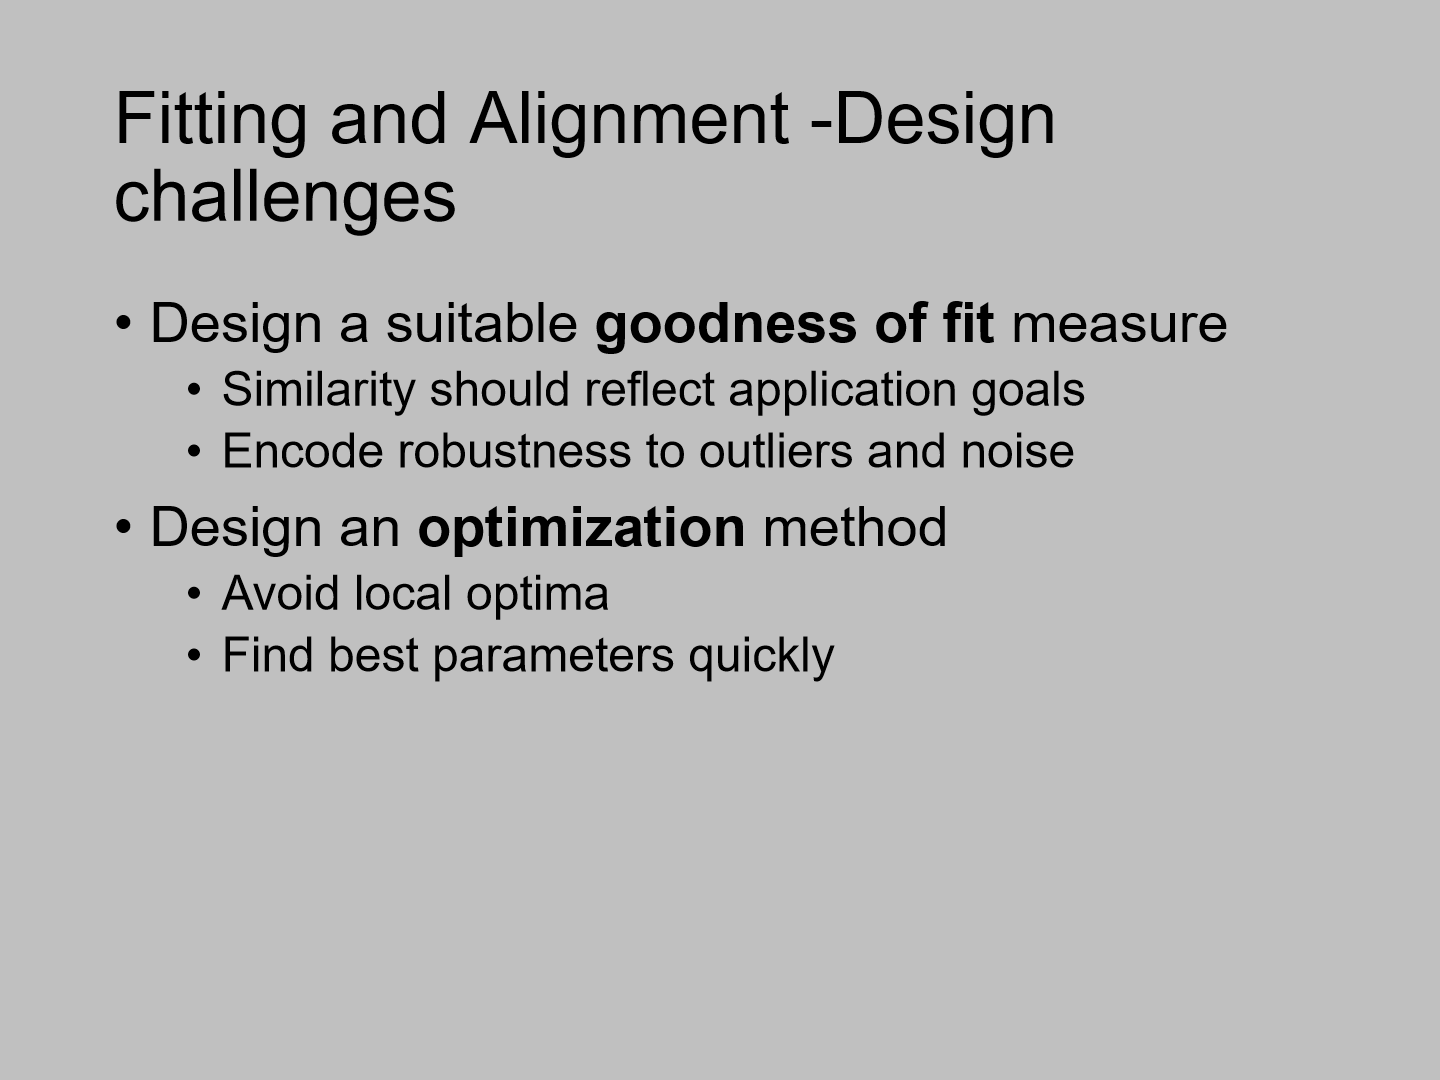 Fitting and Alignment -Design
challenges
• Design a suitable goodness of fit measure
• Similarity should reflect application goals
• Encode robustness to outliers and noise
• Design an optimization method
• Avoid local optima
• Find best parameters quickly